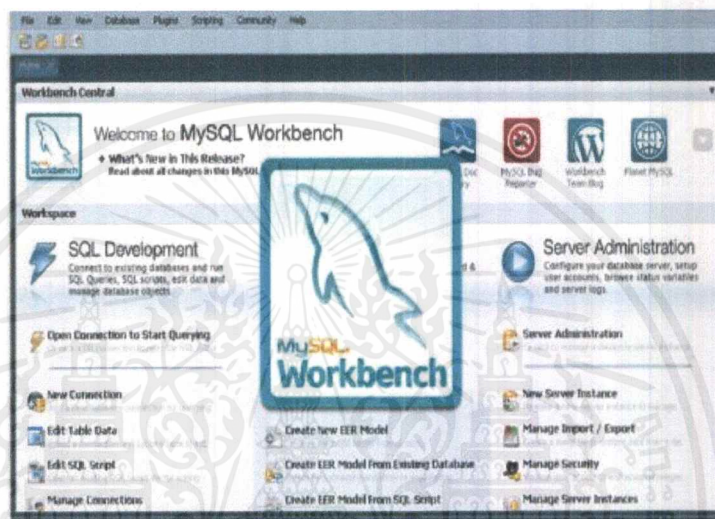 File Edit View Database Plugins Scripting Community Help
Workbench Central
Welcome to MySQL Workbench
What's New in This Release?
Read about all changes in this MySQL
Workbench
Doc
MySQL Bug
Reporter
Workbench
Team Blog
Planet MySQL
Workspace
SQL Development
Connect to existing databases and run
SQL Queries, SQL scripts, edit data and
manage database objects.
&
Server Administration
Configure your database server, setup
user accounts, browse status variables
and server logs.
MySQL
Workbench
Open Connection to Start Querying
New Connection
Edit Table Data
Edit SQL Script
Manage Connections
Create New EER Model
Create EER Model From Existing Database
Create EER Model From SQL Script
Server Administration
New Server Instance
Manage Import / Export
Manage Security
Manage Server Instances